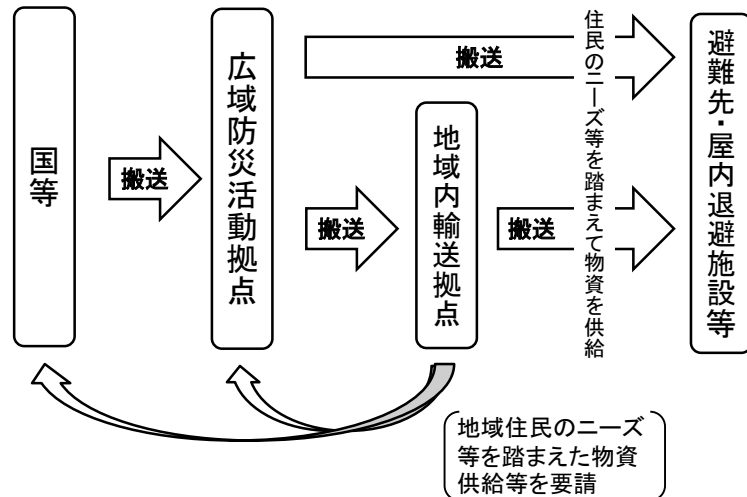 国等
搬送
広域防災活動拠点
搬送
搬送
地域内輸送拠点
搬送
住民のニーズ等を踏まえて物資を供給
避難先・屋内退避施設等
地域住民のニーズ
等を踏まえた物資
供給等を要請